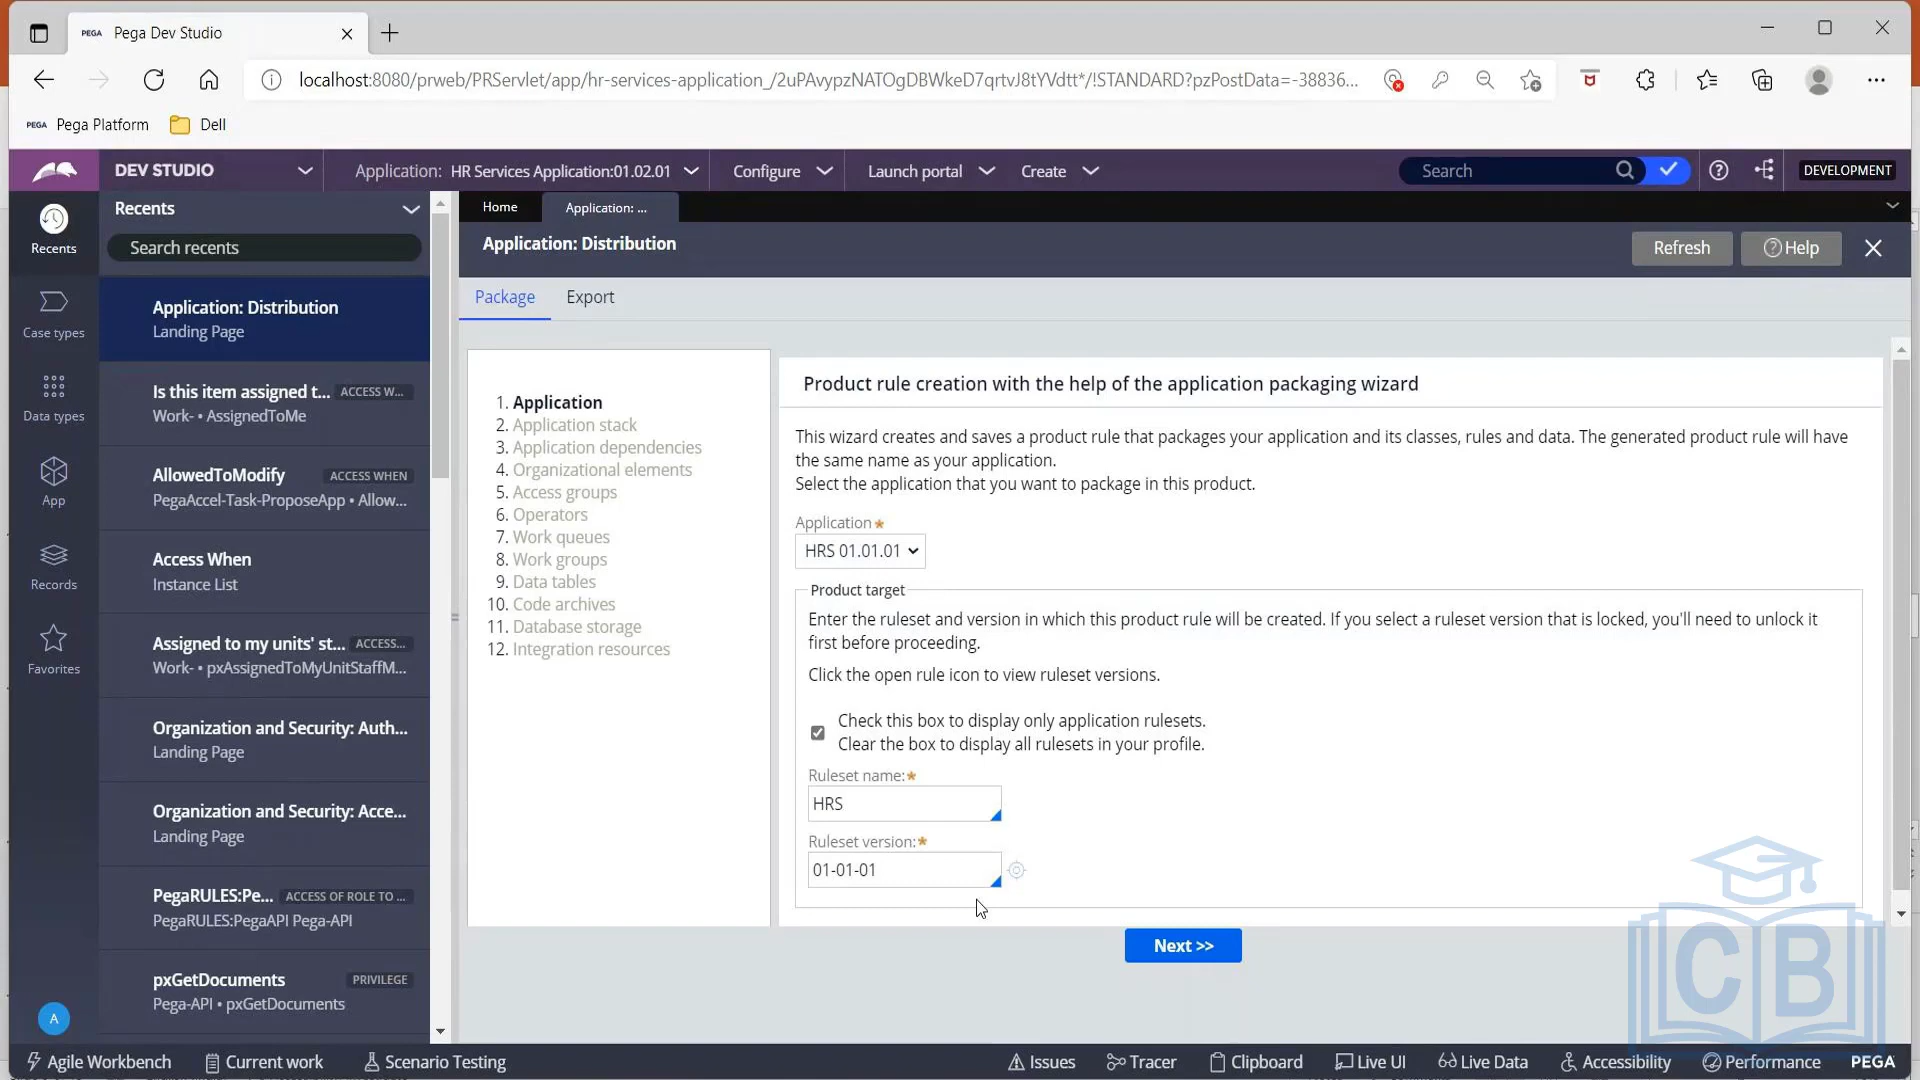 PEGA Pega Dev Studio
localhost:8080/prweb/PRServlet/app/hr-services-application_/2uPAvypzNATOgDBWkeD7qrtvJ8tYVdtt*/!STANDARD?pzPostData=-38836...
PEGA Pega Platform Dell
DEV STUDIO Application: HR Services Application:01.02.01 Configure Launch portal Create Search DEVELOPMENT
Recents
Search recents
Recents
Case types
Data types
App
Records
Favorites
A
Application: Distribution
Landing Page
Is this item assigned t... ACCESS W...
Work- • AssignedToMe
AllowedToModify ACCESS WHEN
PegaAccel-Task-ProposeApp • Allow...
Access When
Instance List
Assigned to my units' st... ACCESS...
Work- • pxAssignedToMyUnitStaffM...
Organization and Security: Auth...
Landing Page
Organization and Security: Acce...
Landing Page
PegaRULES:Pe... ACCESS OF ROLE TO ...
PegaRULES:PegaAPI Pega-API
pxGetDocuments PRIVILEGE
Pega-API • pxGetDocuments
Home Application: ...
Application: Distribution
Refresh Help
Package Export
1. Application
2. Application stack
3. Application dependencies
4. Organizational elements
5. Access groups
6. Operators
7. Work queues
8. Work groups
9. Data tables
10. Code archives
11. Database storage
12. Integration resources
Product rule creation with the help of the application packaging wizard
This wizard creates and saves a product rule that packages your application and its classes, rules and data. The generated product rule will have
the same name as your application.
Select the application that you want to package in this product.
Application *
HRS 01.01.01
Product target
Enter the ruleset and version in which this product rule will be created. If you select a ruleset version that is locked, you'll need to unlock it
first before proceeding.
Click the open rule icon to view ruleset versions.
Check this box to display only application rulesets.
Clear the box to display all rulesets in your profile.
Ruleset name:*
HRS
Ruleset version:*
01-01-01
Next >>
CB
Agile Workbench Current work Scenario Testing Issues Tracer Clipboard Live UI Live Data Accessibility Performance PEGA